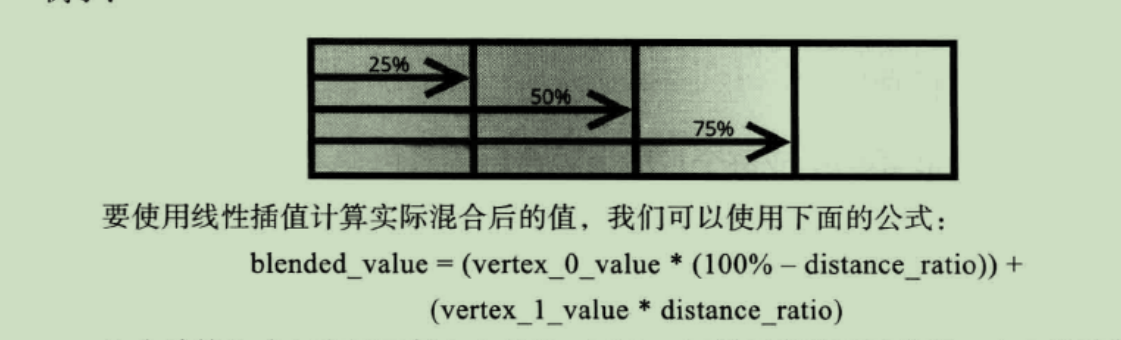 25%
50%
75%
要使用线性插值计算实际混合后的值，我们可以使用下面的公式：
blended_value = (vertex_0_value * (100% – distance_ratio)) +
(vertex_1_value * distance_ratio)